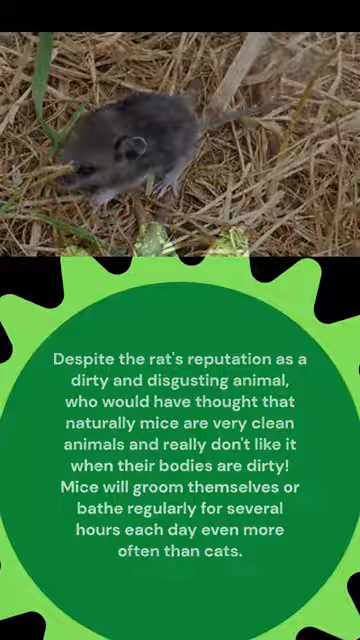 Despite the rat's reputation as a
dirty and disgusting animal,
who would have thought that
naturally mice are very clean
animals and really don't like it
when their bodies are dirty!
Mice will groom themselves or
bathe regularly for several
hours each day even more
often than cats.